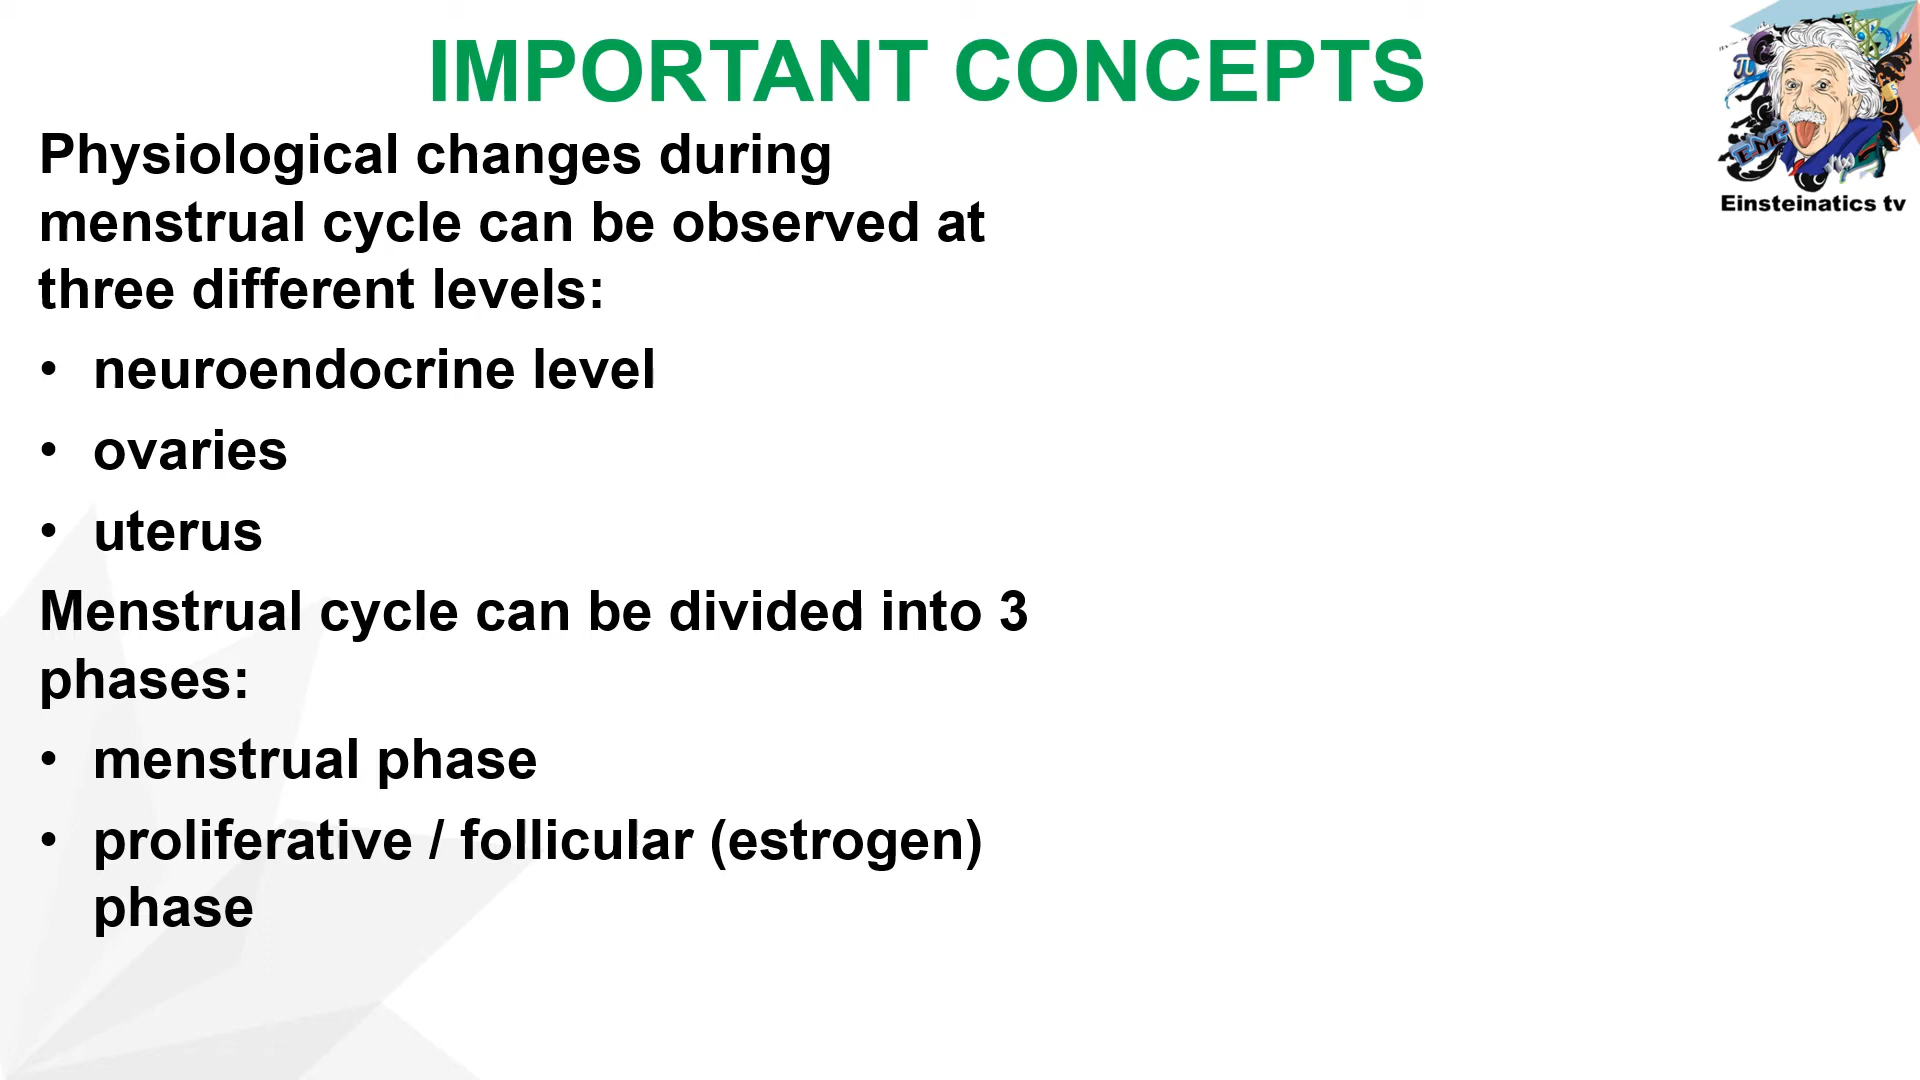 IMPORTANT CONCEPTS
Physiological changes during
menstrual cycle can be observed at
three different levels:
• neuroendocrine level
• ovaries
• uterus
Menstrual cycle can be divided into 3
phases:
• menstrual phase
• proliferative / follicular (estrogen)
phase
π
E=MC²
f(x)
Einsteinatics tv